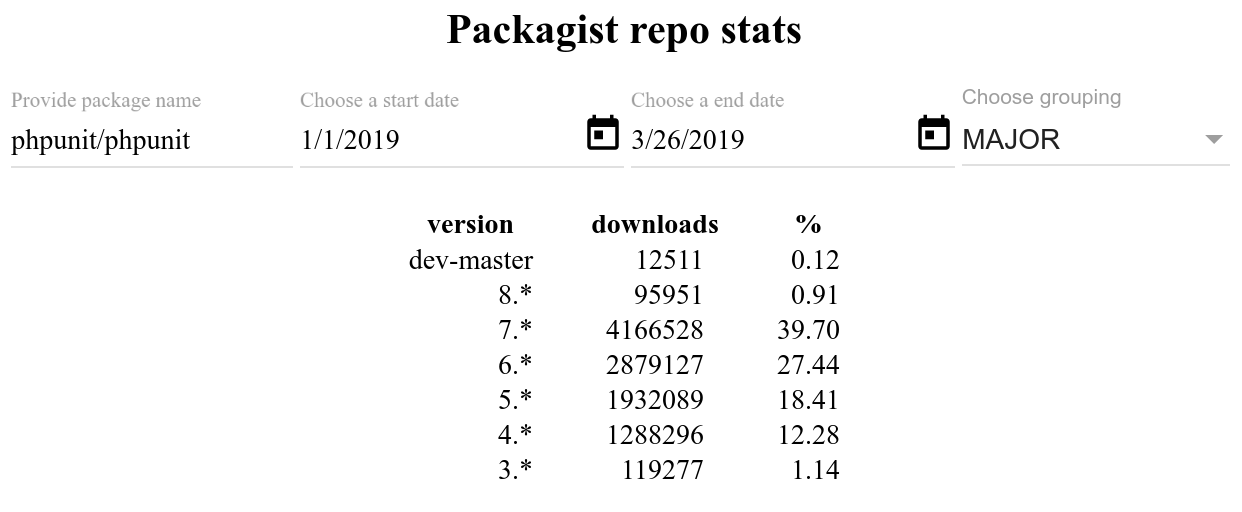 Packagist repo stats
Provide package name Choose a start date Choose a end date Choose grouping
phpunit/phpunit 1/1/2019 3/26/2019 MAJOR
version downloads %
dev-master 12511 0.12
8.* 95951 0.91
7.* 4166528 39.70
6.* 2879127 27.44
5.* 1932089 18.41
4.* 1288296 12.28
3.* 119277 1.14